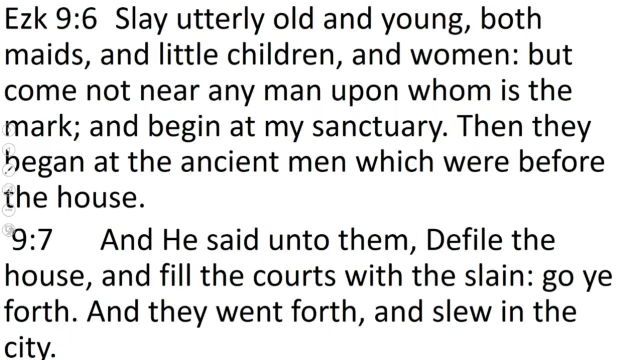 Ezk 9:6 Slay utterly old and young, both
maids, and little children, and women: but
come not near any man upon whom is the
mark; and begin at my sanctuary. Then they
began at the ancient men which were before
the house.
9:7 And He said unto them, Defile the
house, and fill the courts with the slain: go ye
forth. And they went forth, and slew in the
city.